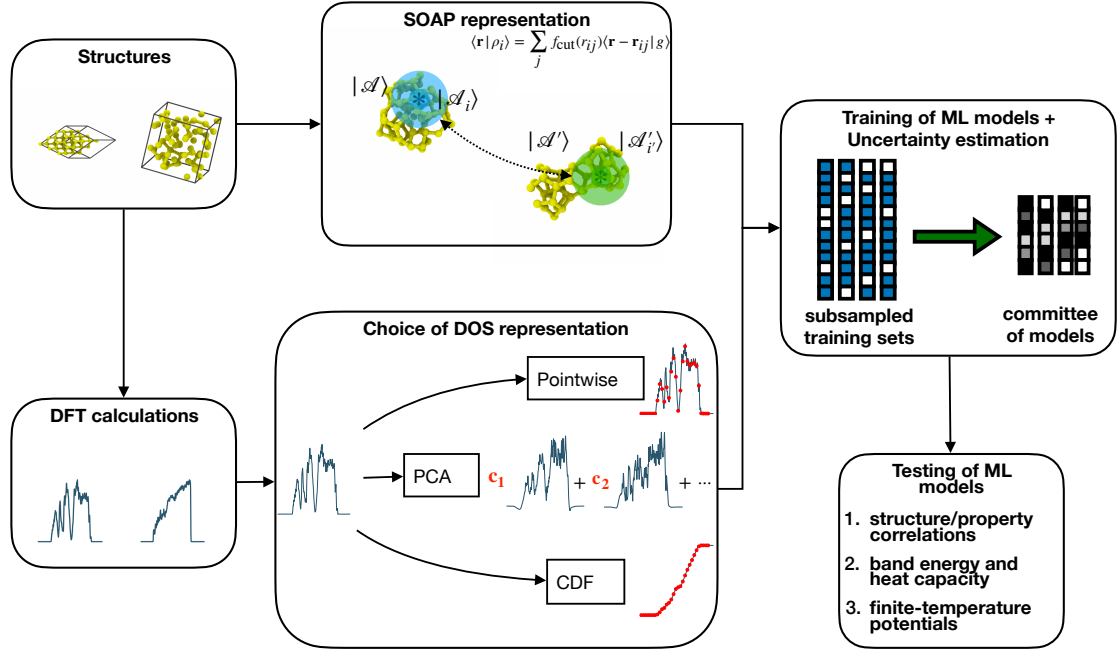 Structures
SOAP representation
⟨r|ρᵢ⟩ = ∑ⱼ f_cut(rᵢⱼ)⟨r − rᵢⱼ|g⟩
|𝒜⟩
|𝒜ᵢ⟩
|𝒜′⟩
|𝒜′ᵢ′⟩
Training of ML models +
Uncertainty estimation
subsampled
training sets
committee
of models
DFT calculations
Choice of DOS representation
Pointwise
PCA
c₁
+
c₂
+ ...
CDF
Testing of ML
models
1. structure/property
correlations
2. band energy and
heat capacity
3. finite-temperature
potentials